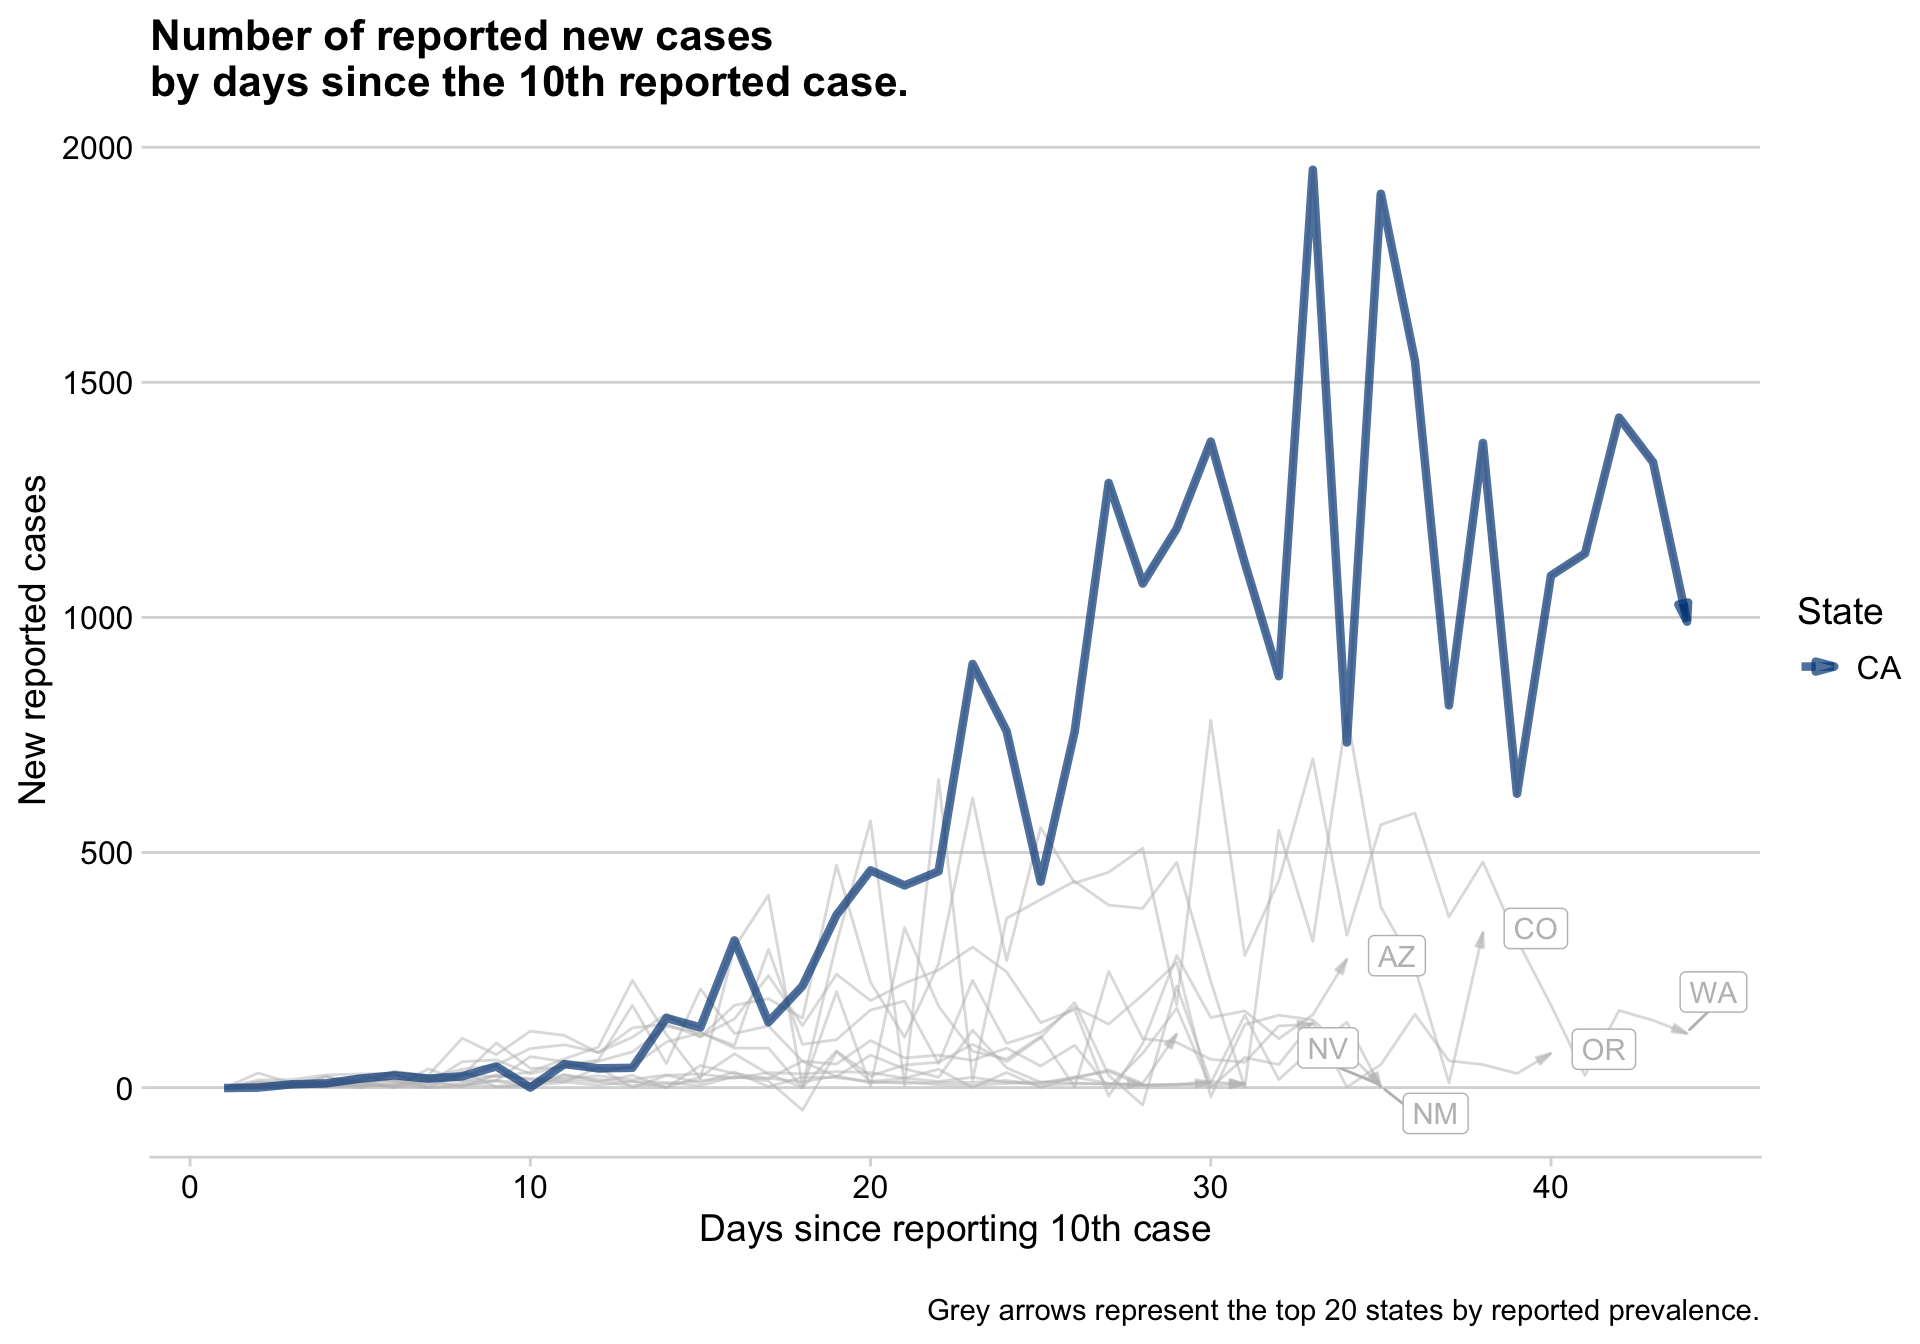 Number of reported new cases
by days since the 10th reported case.
2000
1500
1000
500
0
New reported cases
AZ
CO
WA
NV
OR
NM
0 10 20 30 40
Days since reporting 10th case
State
CA
Grey arrows represent the top 20 states by reported prevalence.